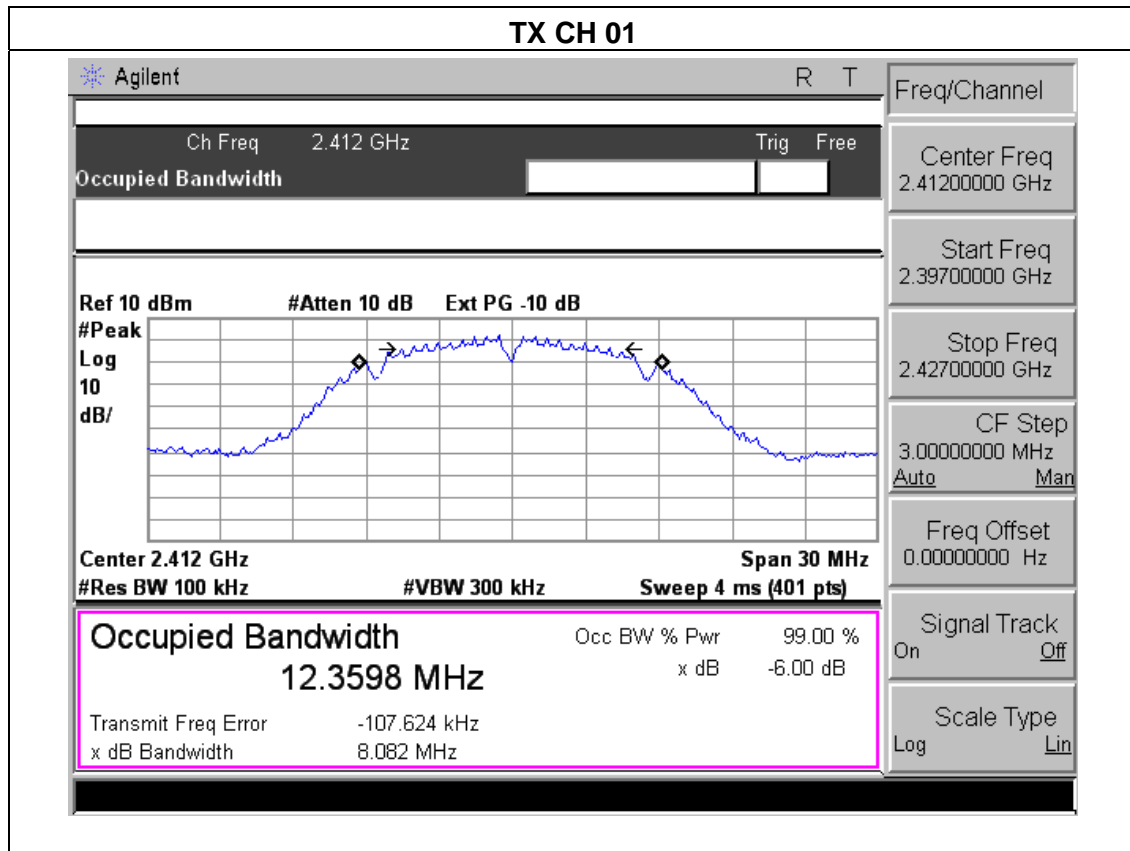 TX CH 01
Agilent R T
Ch Freq 2.412 GHz Trig Free
Occupied Bandwidth
Ref 10 dBm #Atten 10 dB Ext PG -10 dB
#Peak
Log
10
dB/
Center 2.412 GHz Span 30 MHz
#Res BW 100 kHz #VBW 300 kHz Sweep 4 ms (401 pts)
Occupied Bandwidth Occ BW % Pwr 99.00 %
12.3598 MHz x dB -6.00 dB
Transmit Freq Error -107.624 kHz
x dB Bandwidth 8.082 MHz
Freq/Channel
Center Freq
2.41200000 GHz
Start Freq
2.39700000 GHz
Stop Freq
2.42700000 GHz
CF Step
3.00000000 MHz
Auto Man
Freq Offset
0.00000000 Hz
Signal Track
On Off
Scale Type
Log Lin